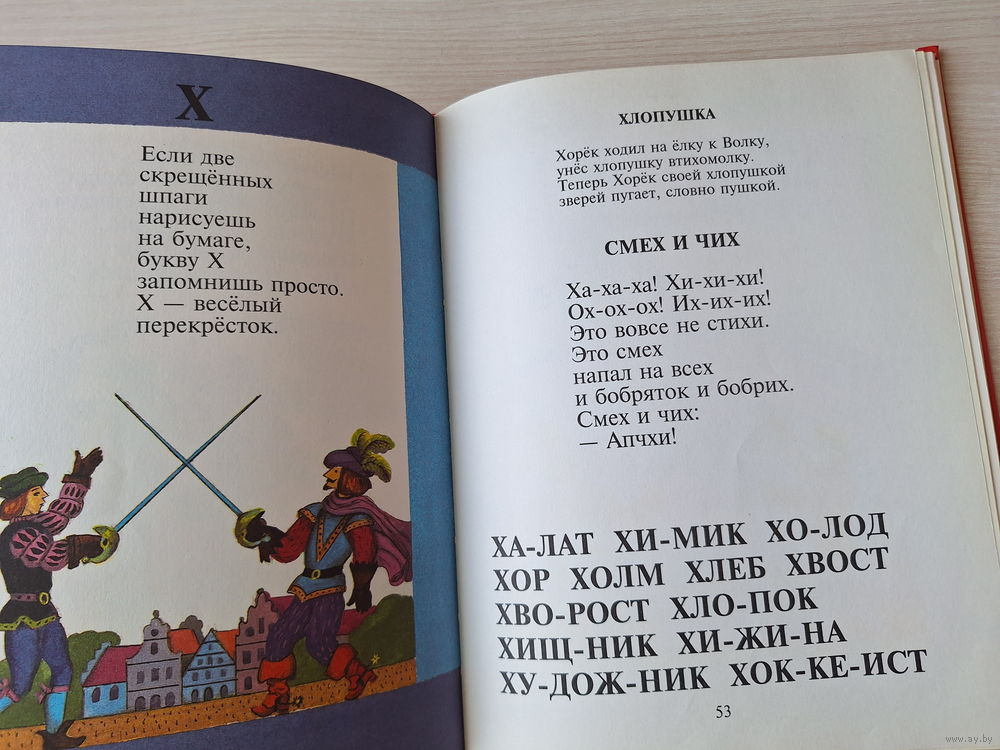 Х
Если две
скрещённых
шпаги
нарисуешь
на бумаге,
букву Х
запомнишь просто.
Х — весёлый
перекрёсток.
ХЛОПУШКА
Хорёк ходил на ёлку к Волку,
унёс хлопушку втихомолку.
Теперь Хорёк своей хлопушкой
зверей пугает, словно пушкой.
СМЕХ И ЧИХ
Ха-ха-ха! Хи-хи-хи!
Ох-ох-ох! Их-их-их!
Это вовсе не стихи.
Это смех
напал на всех
и бобряток и бобрих.
Смех и чих:
— Апчхи!
ХА-ЛАТ ХИ-МИК ХО-ЛОД
ХОР ХОЛМ ХЛЕБ ХВОСТ
ХВО-РОСТ ХЛО-ПОК
ХИЩ-НИК ХИ-ЖИ-НА
ХУ-ДОЖ-НИК ХОК-КЕ-ИСТ
53
www.ay.by